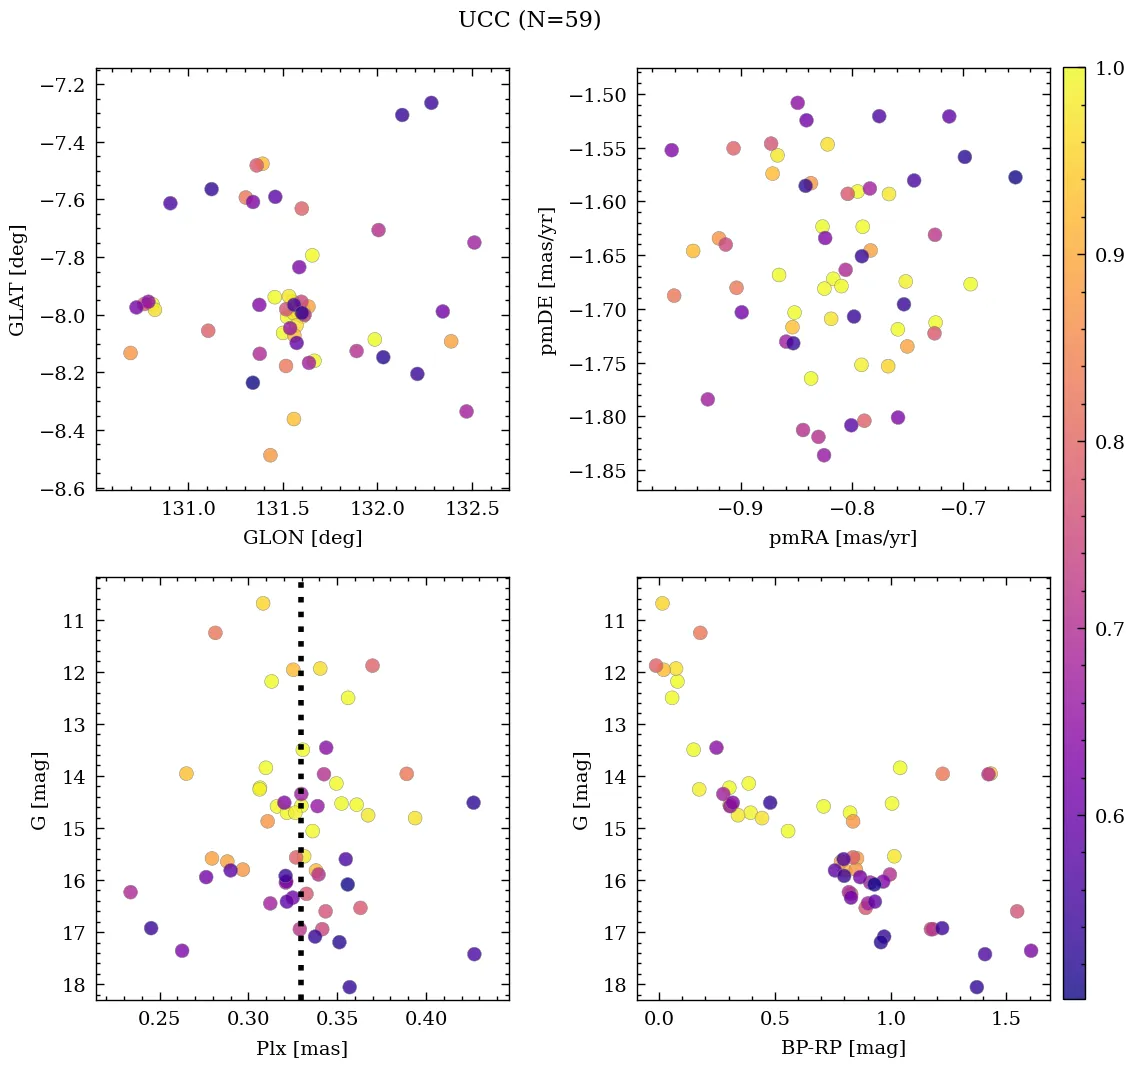 UCC (N=59)
−7.2
−7.4
−7.6
−7.8
−8.0
−8.2
−8.4
−8.6
GLAT [deg]
131.0 131.5 132.0 132.5
GLON [deg]
−1.50
−1.55
−1.60
−1.65
−1.70
−1.75
−1.80
−1.85
pmDE [mas/yr]
−0.9 −0.8 −0.7
pmRA [mas/yr]
11
12
13
14
15
16
17
18
G [mag]
0.25 0.30 0.35 0.40
Plx [mas]
11
12
13
14
15
16
17
18
G [mag]
0.0 0.5 1.0 1.5
BP-RP [mag]
1.0
0.9
0.8
0.7
0.6